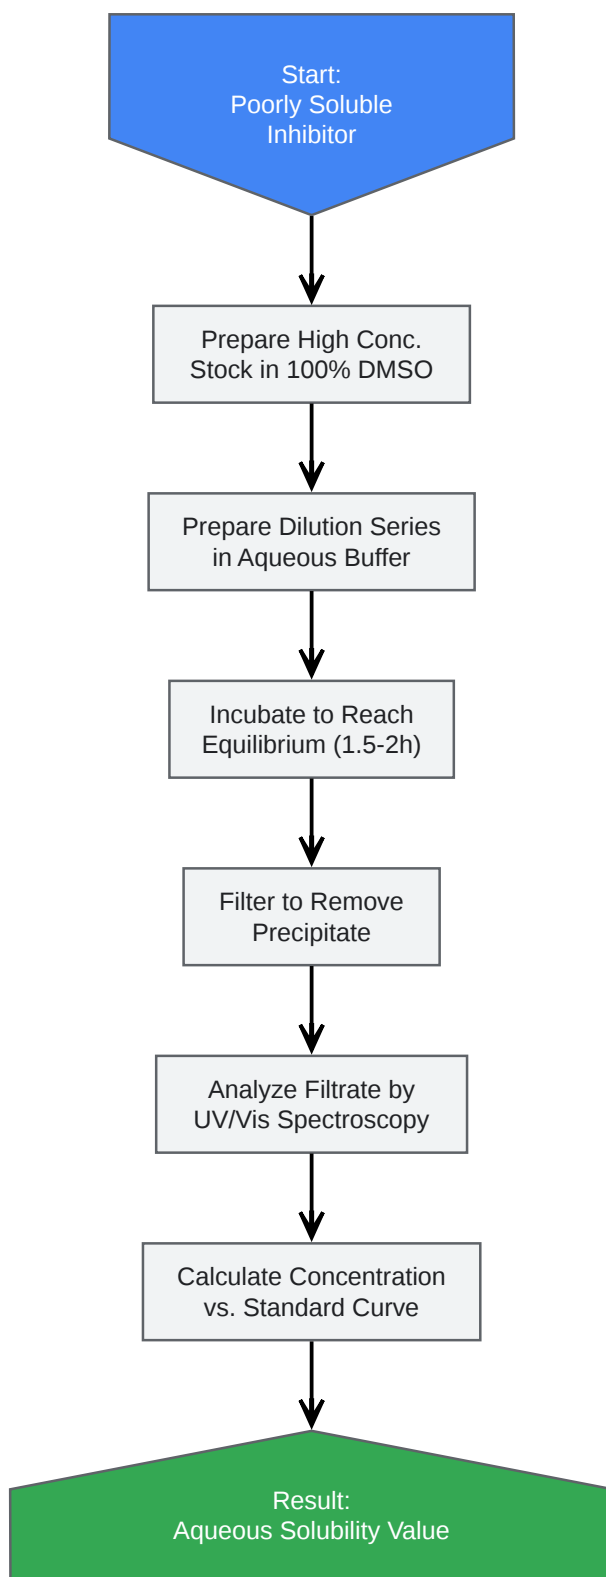 Start:
Poorly Soluble
Inhibitor
Prepare High Conc.
Stock in 100% DMSO
Prepare Dilution Series
in Aqueous Buffer
Incubate to Reach
Equilibrium (1.5-2h)
Filter to Remove
Precipitate
Analyze Filtrate by
UV/Vis Spectroscopy
Calculate Concentration
vs. Standard Curve
Result:
Aqueous Solubility Value